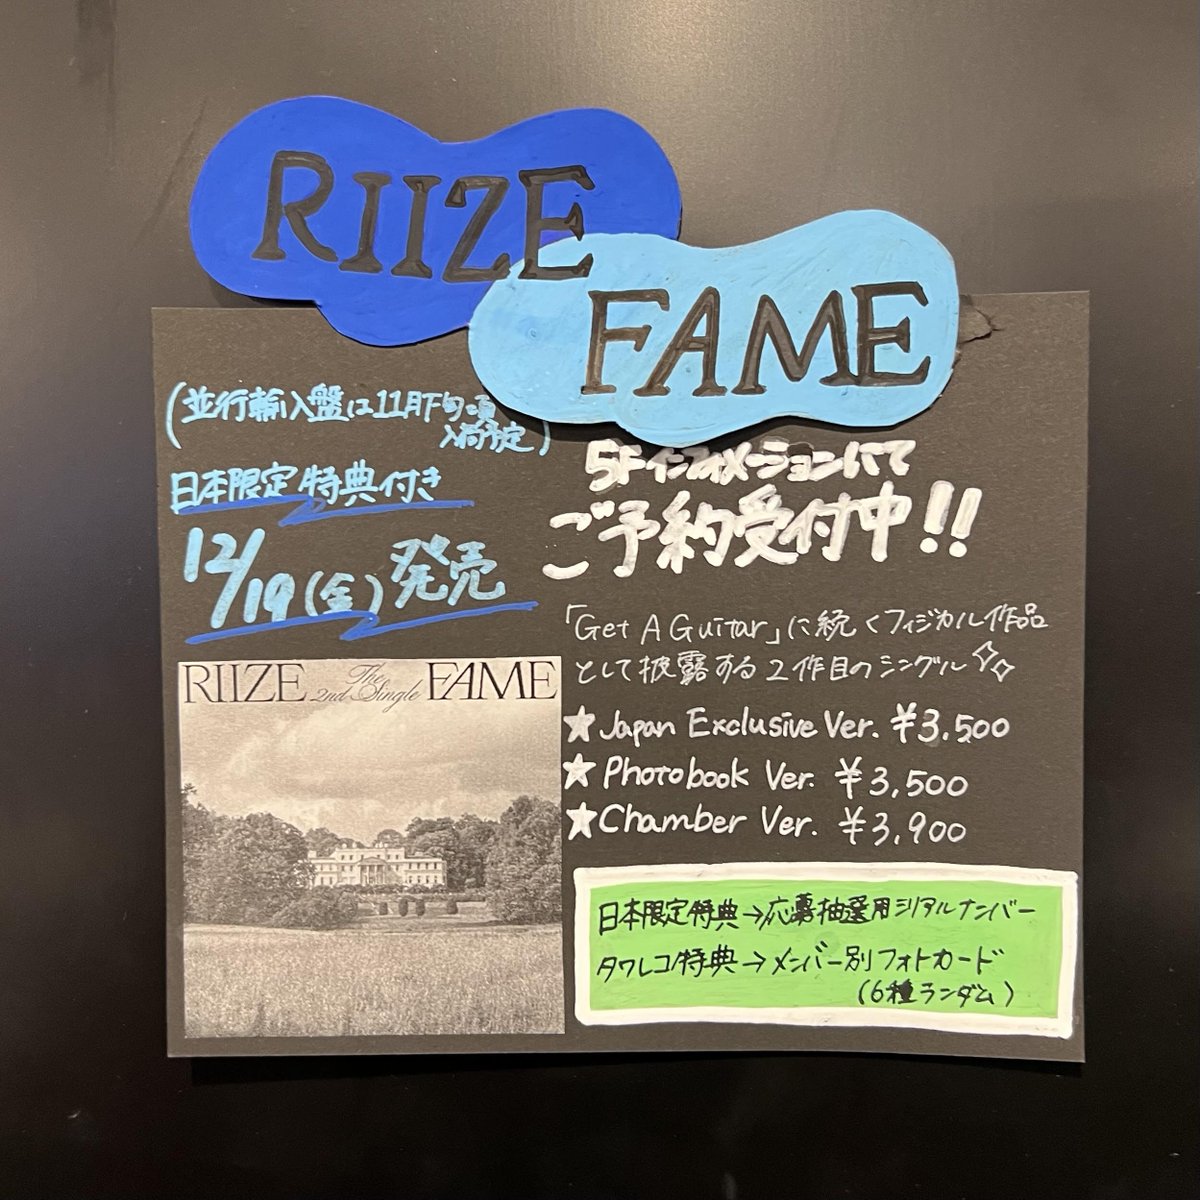 RIIZE
FAME
(並行輸入盤は11月下旬頃
入荷予定)
日本限定特典付き
12/19(金)発売
5Fインフォメーションにて
ご予約受付中!!
「Get A Guitar」に続くフィジカル作品
として披露する2作目のシングル
★Japan Exclusive Ver. ¥3,500
★Photobook Ver. ¥3,500
★Chamber Ver. ¥3,900
RIIZE The 2nd Single FAME
日本限定特典→応募抽選用シリアルナンバー
タワレコ特典→メンバー別フォトカード
(6種ランダム)